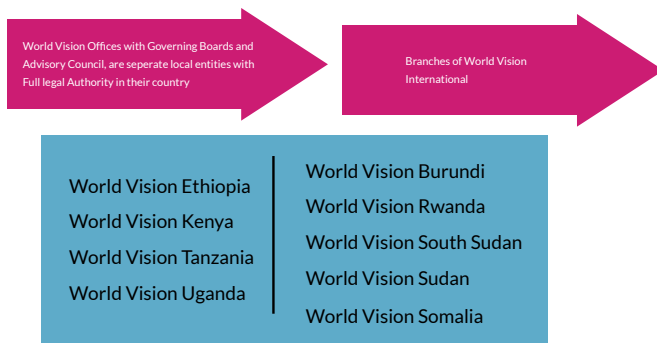 World Vision Offices with Governing Boards and
Advisory Council, are seperate local entities with
Full legal Authority in their country
Branches of World Vision
International
World Vision Ethiopia
World Vision Kenya
World Vision Tanzania
World Vision Uganda
World Vision Burundi
World Vision Rwanda
World Vision South Sudan
World Vision Sudan
World Vision Somalia